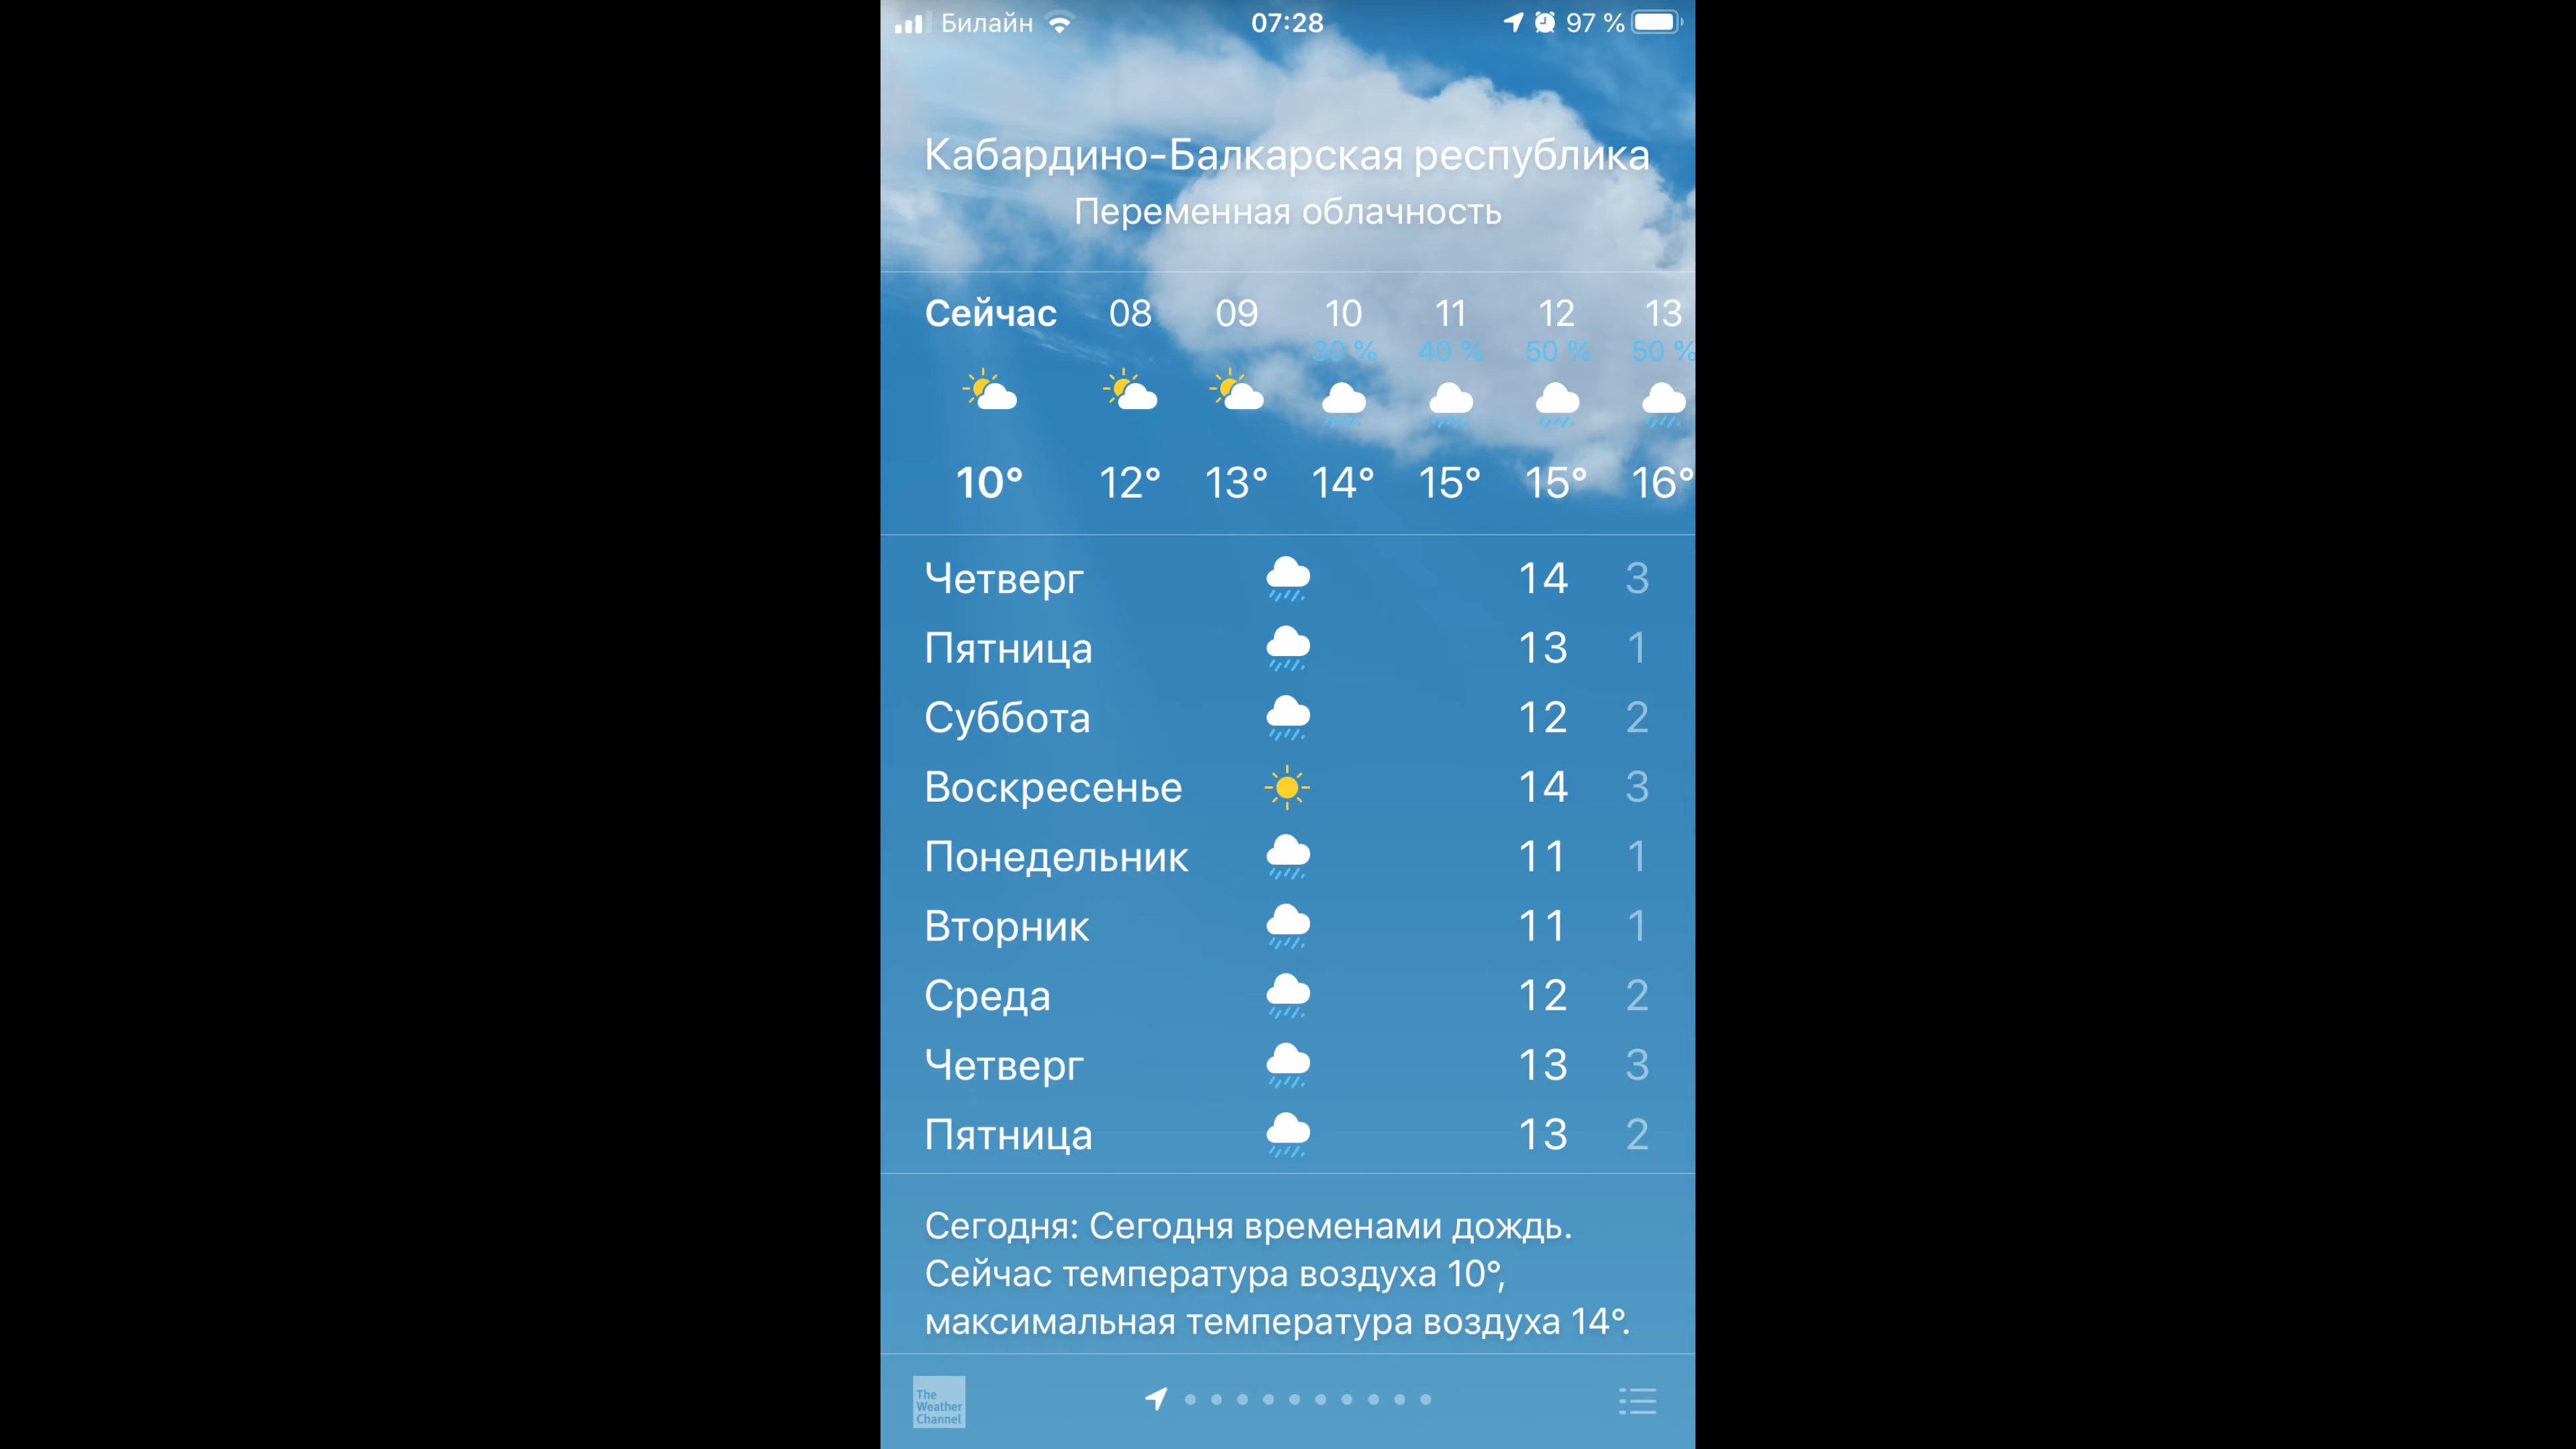 Билайн 07:28 97 %
Кабардино-Балкарская республика
Переменная облачность
Сейчас 08 09 10 11 12 13
30 % 40 % 50 % 50 %
10° 12° 13° 14° 15° 15° 16°
Четверг 14 3
Пятница 13 1
Суббота 12 2
Воскресенье 14 3
Понедельник 11 1
Вторник 11 1
Среда 12 2
Четверг 13 3
Пятница 13 2
Сегодня: Сегодня временами дождь.
Сейчас температура воздуха 10°,
максимальная температура воздуха 14°.
The
Weather
Channel